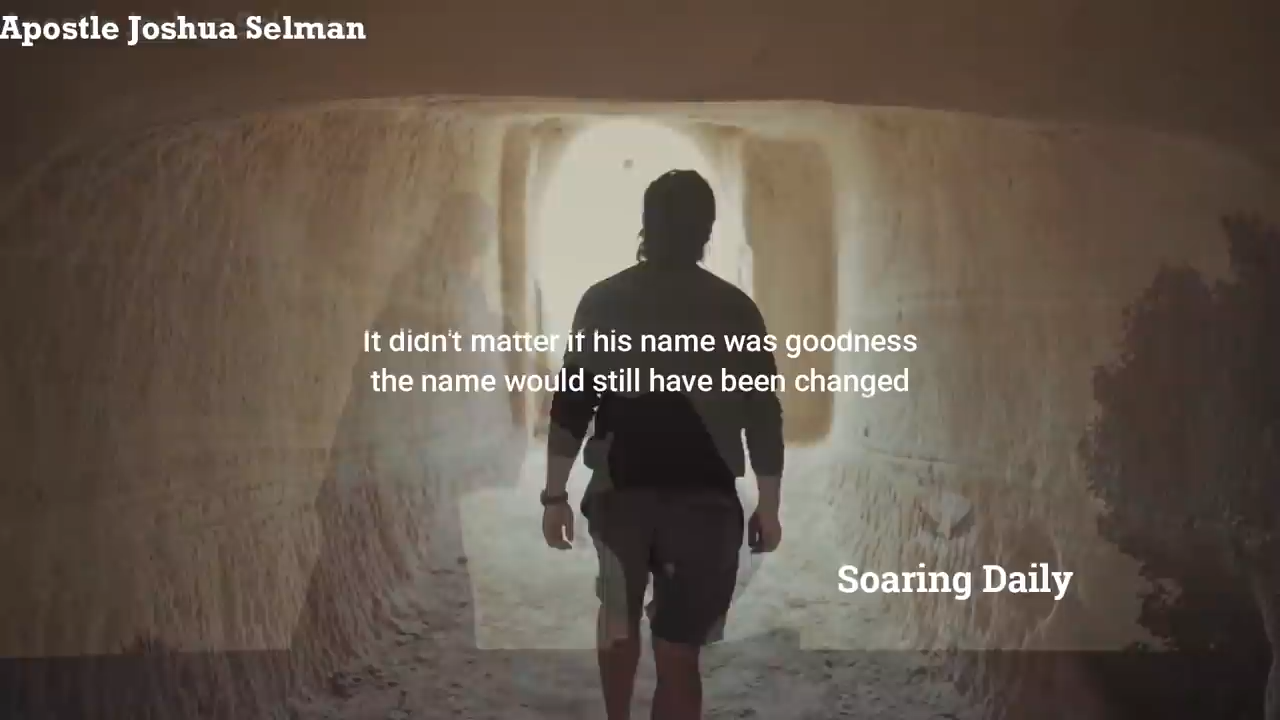 Apostle Joshua Selman
It didn't matter if his name was goodness
the name would still have been changed
Soaring Daily